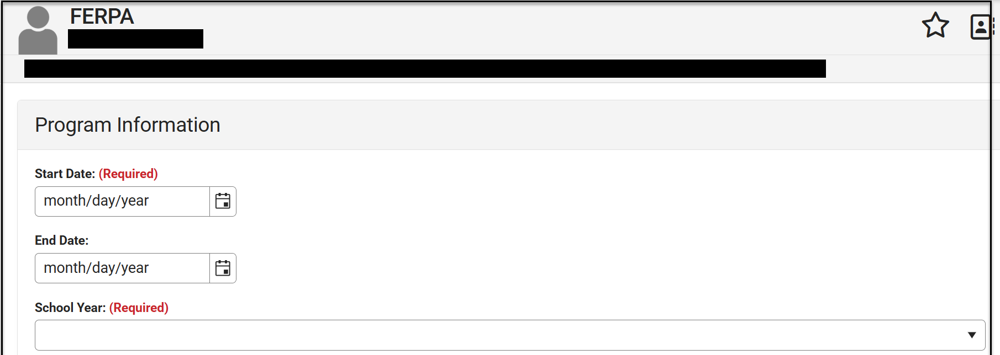 FERPA
Program Information
Start Date: (Required)
month/day/year
End Date:
month/day/year
School Year: (Required)